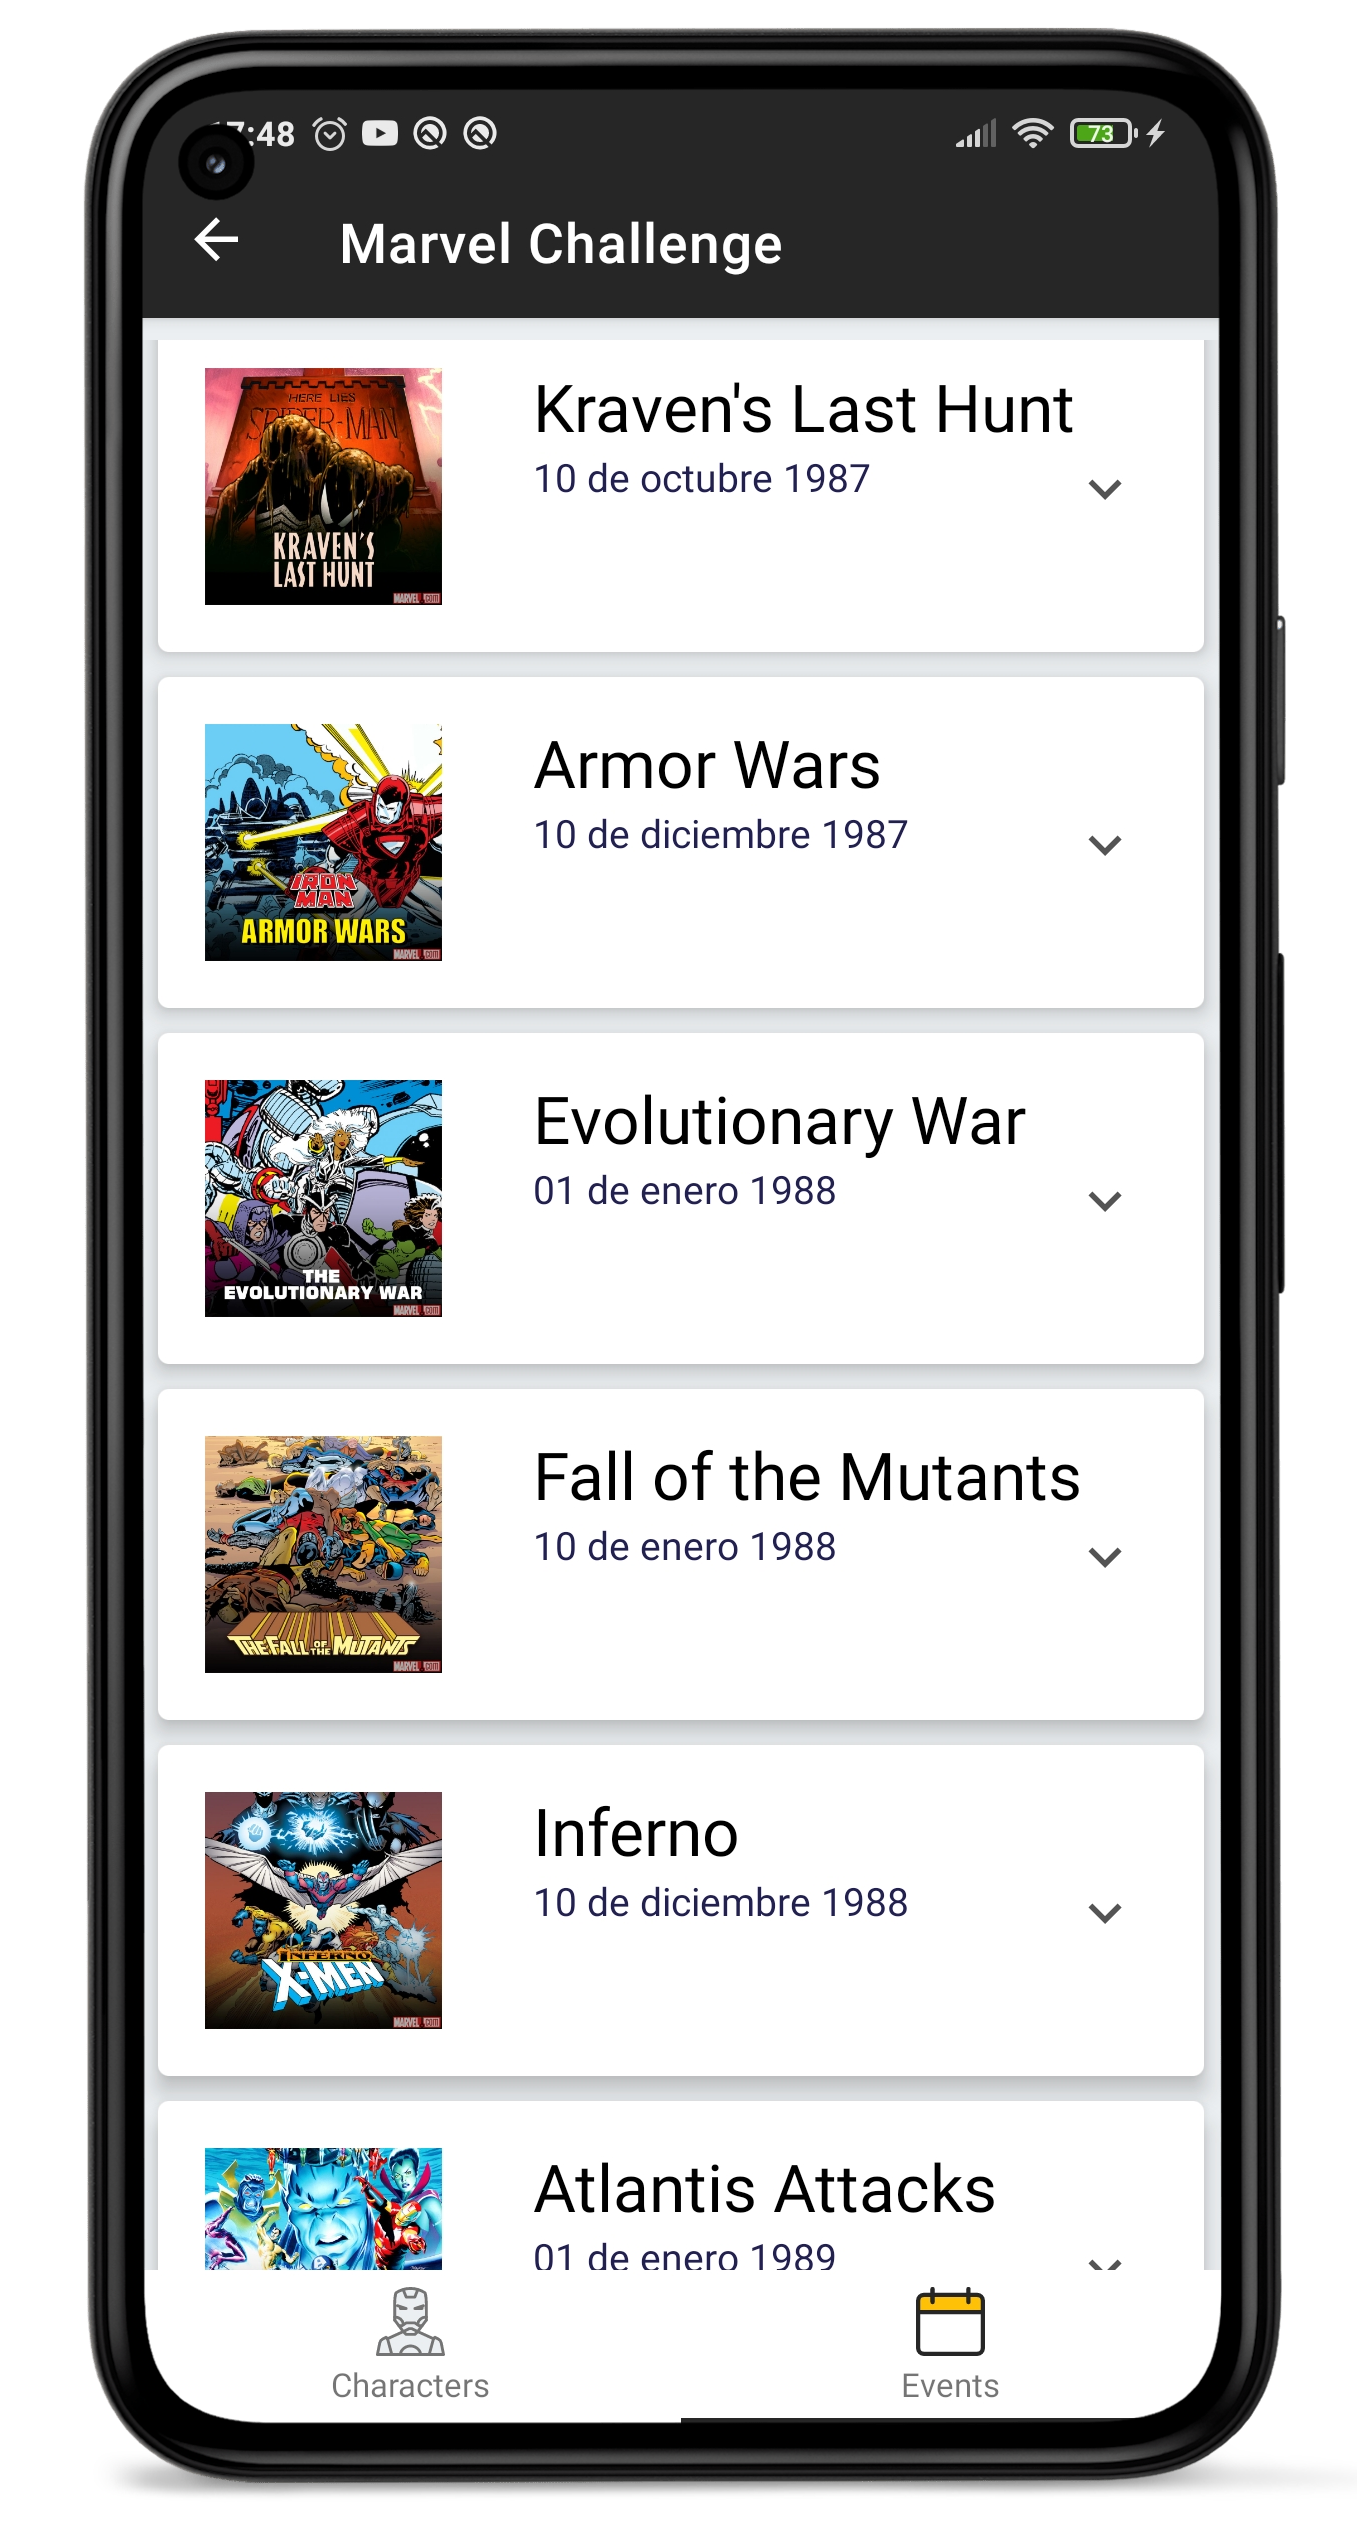 7:48
73
Marvel Challenge
HERE LIES
SPIDER-MAN
KRAVEN'S
LAST HUNT
MARVEL.com
Kraven's Last Hunt
10 de octubre 1987
IRON
MAN
ARMOR WARS
MARVEL.com
Armor Wars
10 de diciembre 1987
THE
EVOLUTIONARY WAR
MARVEL.com
Evolutionary War
01 de enero 1988
THE FALL OF THE MUTANTS
MARVEL.com
Fall of the Mutants
10 de enero 1988
INFERNO
X-MEN
MARVEL.com
Inferno
10 de diciembre 1988
Atlantis Attacks
01 de enero 1989
Characters
Events